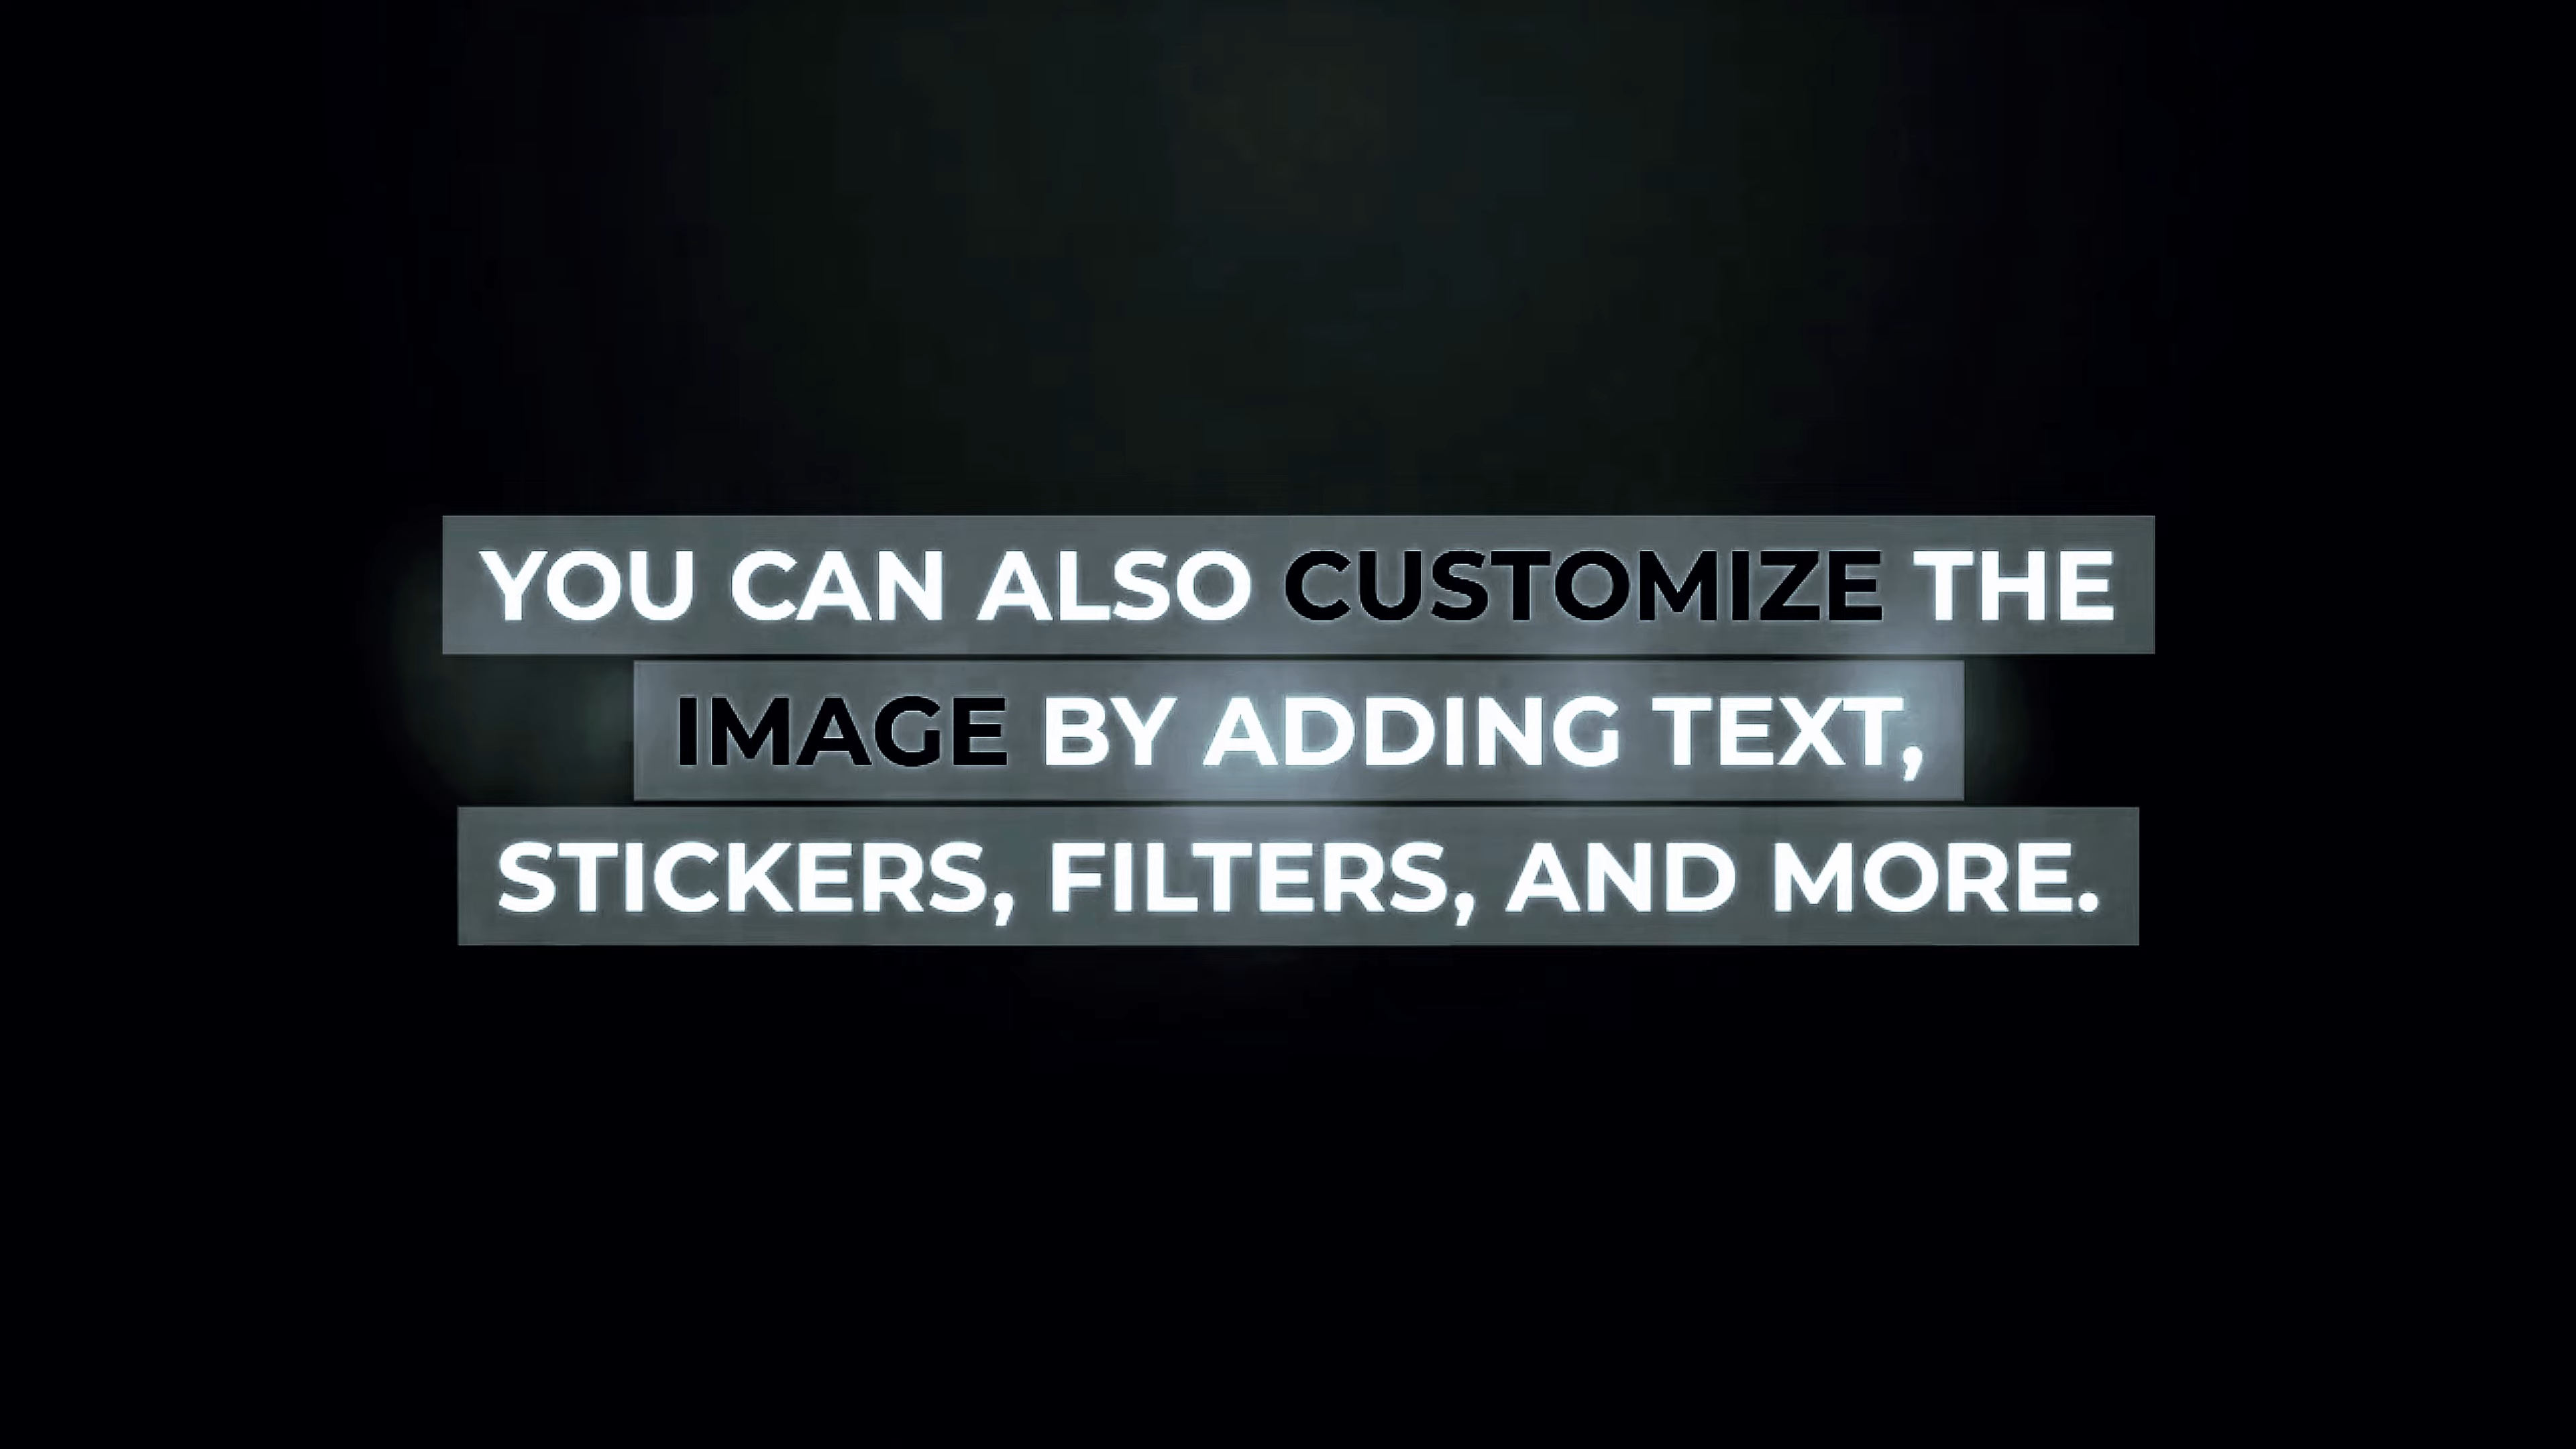 YOU CAN ALSO CUSTOMIZE THE
IMAGE BY ADDING TEXT,
STICKERS, FILTERS, AND MORE.